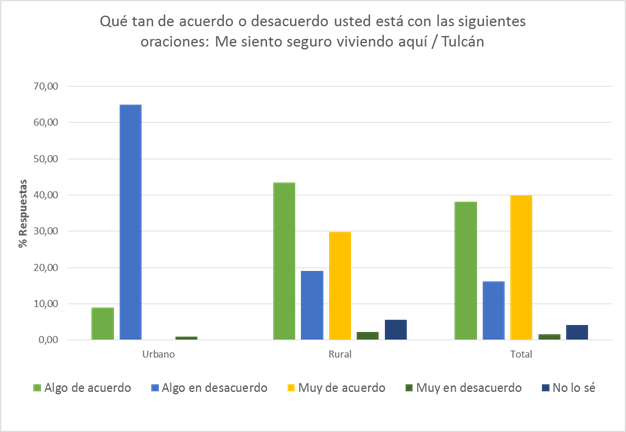 Qué tan de acuerdo o desacuerdo usted está con las siguientes
oraciones: Me siento seguro viviendo aquí / Tulcán
70,00
60,00
50,00
40,00
30,00
20,00
10,00
0,00
% Respuestas
Urbano
Rural
Total
Algo de acuerdo
Algo en desacuerdo
Muy de acuerdo
Muy en desacuerdo
No lo sé